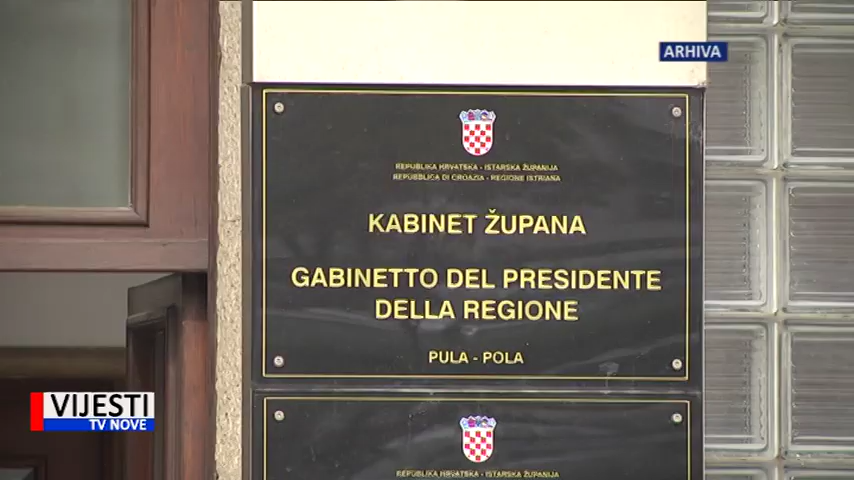 ARHIVA
REPUBLIKA HRVATSKA - ISTARSKA ŽUPANIJA
REPUBBLICA DI CROAZIA - REGIONE ISTRIANA
KABINET ŽUPANA
GABINETTO DEL PRESIDENTE
DELLA REGIONE
PULA - POLA
VIJESTI
TV NOVE
REPUBLIKA HRVATSKA - ISTARSKA ŽUPANIJA